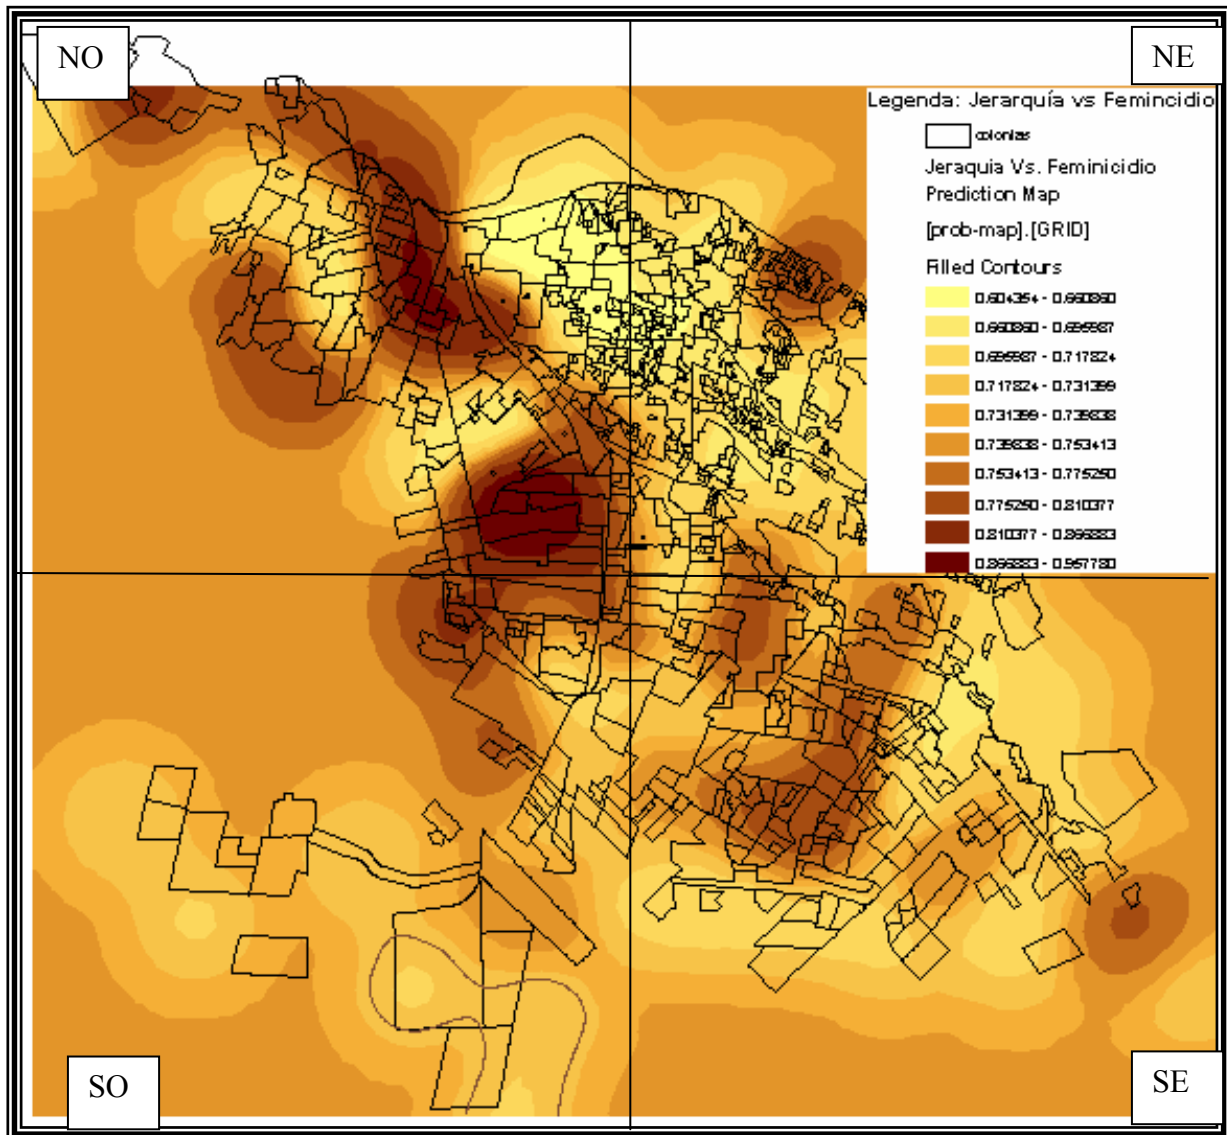 NO
NE
Legenda: Jerarquía vs Femincidio
colonias
Jeraquia Vs. Feminicidio
Prediction Map
[prob-map].[GRID]
Filled Contours
0.604354 - 0.660860
0.660860 - 0.695987
0.695987 - 0.717824
0.717824 - 0.731399
0.731399 - 0.739838
0.739838 - 0.753413
0.753413 - 0.775250
0.775250 - 0.810377
0.810377 - 0.866883
0.866883 - 0.957780
SO
SE